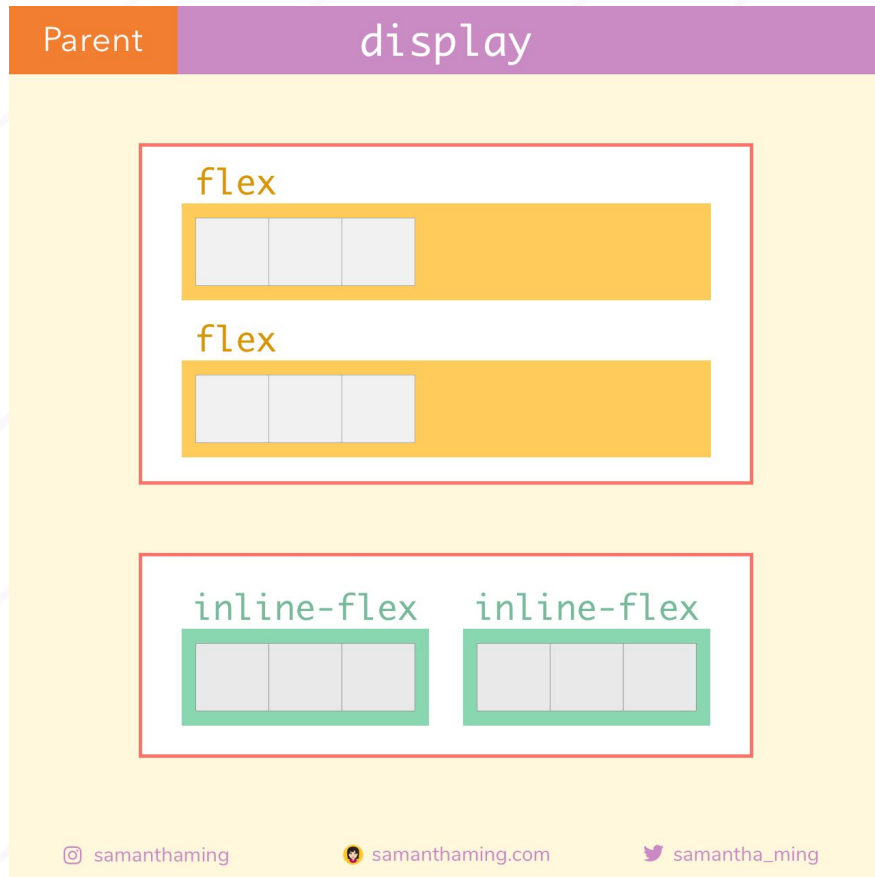 Parent
display
flex
flex
inline-flex inline-flex
samanthaming samanthaming.com samantha_ming